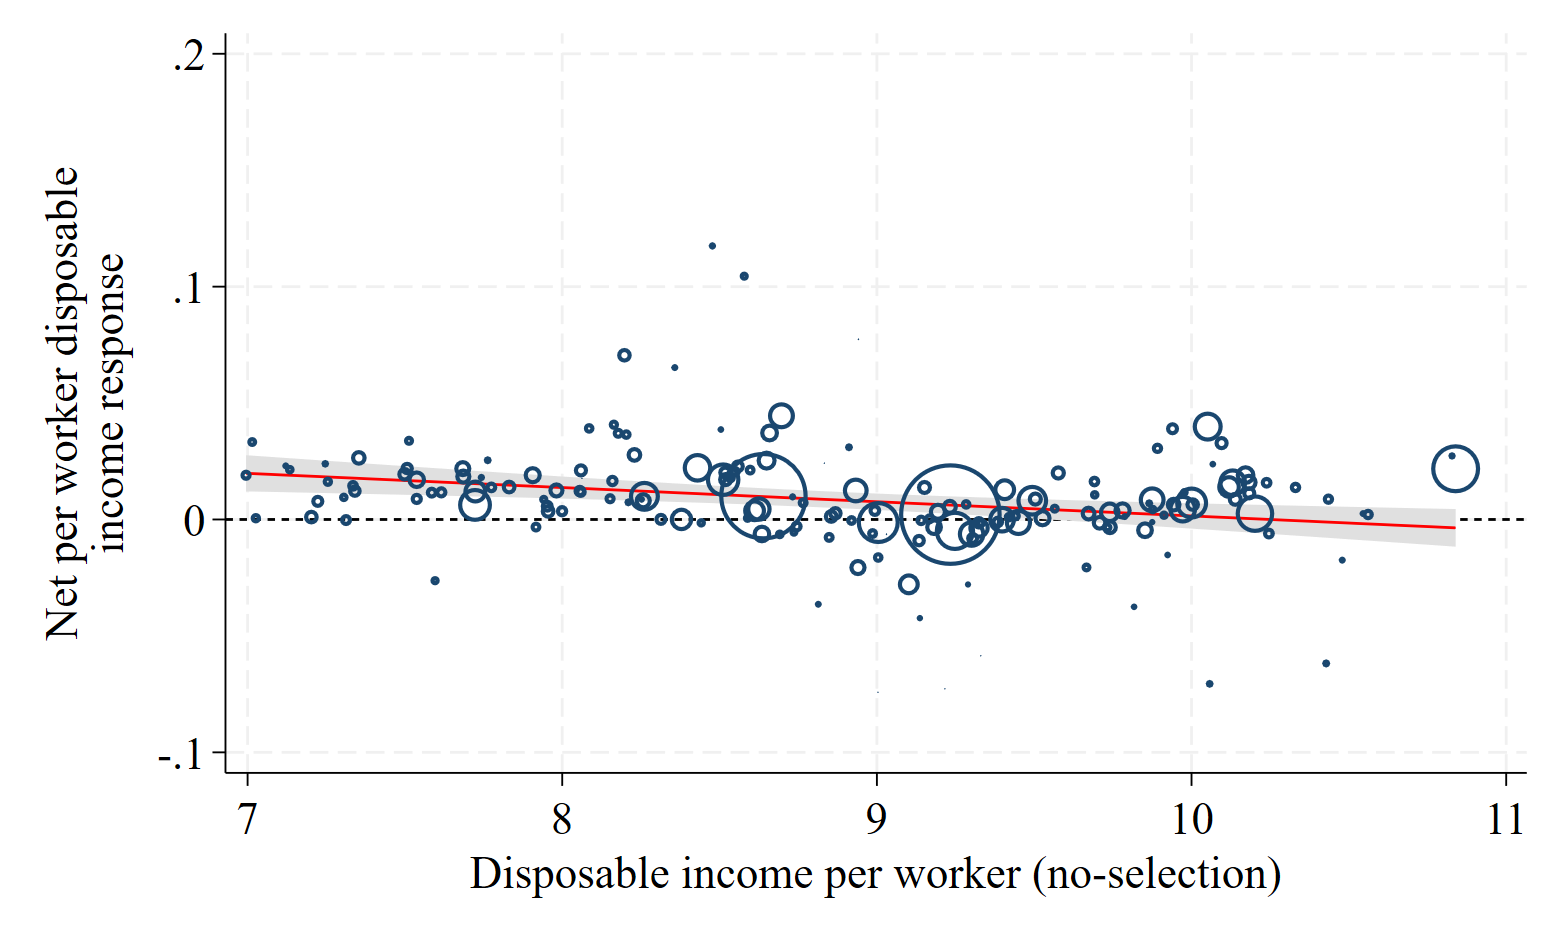 Net per worker disposable
income response
.2
.1
0
-.1
7 8 9 10 11
Disposable income per worker (no-selection)